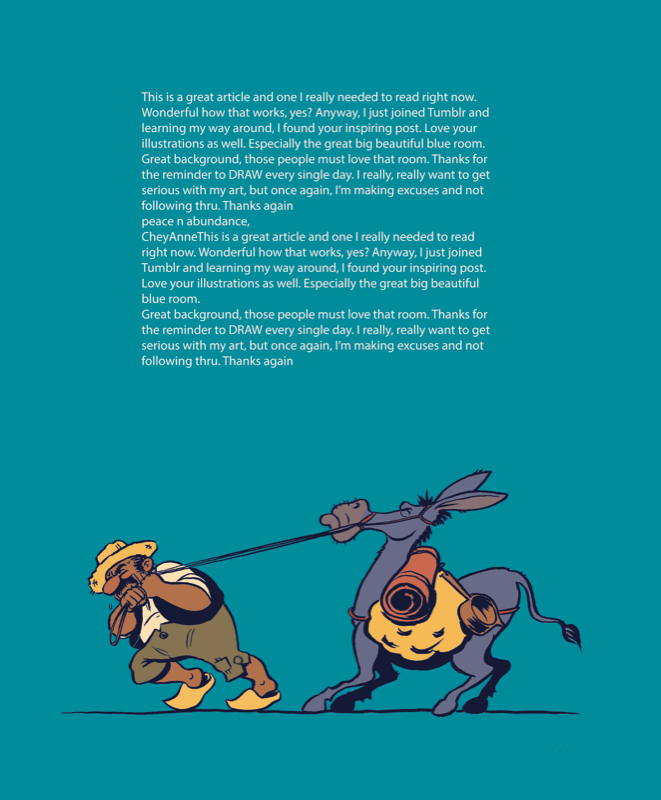 This is a great article and one I really needed to read right now.
Wonderful how that works, yes? Anyway, I just joined Tumblr and
learning my way around, I found your inspiring post. Love your
illustrations as well. Especially the great big beautiful blue room.
Great background, those people must love that room. Thanks for
the reminder to DRAW every single day. I really, really want to get
serious with my art, but once again, I'm making excuses and not
following thru. Thanks again
peace n abundance,
CheyAnneThis is a great article and one I really needed to read
right now. Wonderful how that works, yes? Anyway, I just joined
Tumblr and learning my way around, I found your inspiring post.
Love your illustrations as well. Especially the great big beautiful
blue room.
Great background, those people must love that room. Thanks for
the reminder to DRAW every single day. I really, really want to get
serious with my art, but once again, I'm making excuses and not
following thru. Thanks again